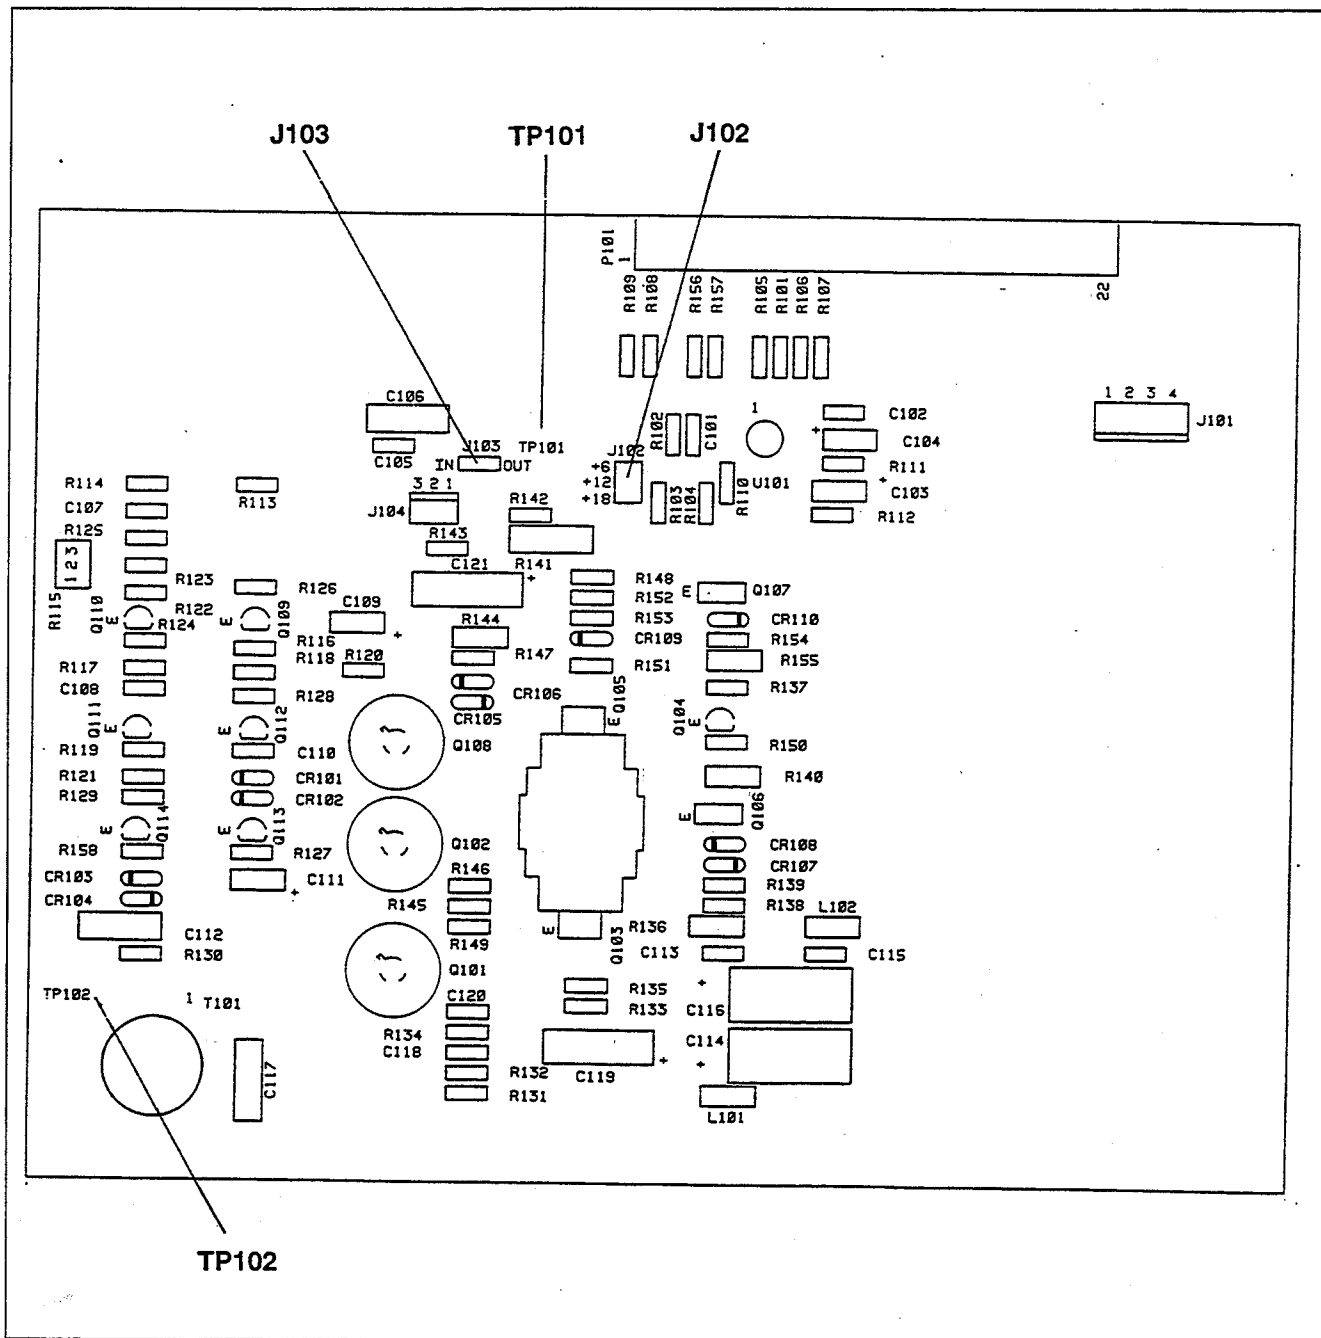 J103 TP101 J102
P101
1
22
R109 R108 R156 R157 R105 R101 R106 R107
C106
C105
J103
IN OUT
TP101
J102
+6
+12
+18
R102 C101
1
U101
R103 R104 R110
+ C102
C104
R111
+
C103
R112
1 2 3 4
J101
R114
C107
R125
1 2 3
R115
R113
3 2 1
J104
R142
R143
R141
C121
+
R123
R122
R124
Q110
E
R126
Q109
E
C109
+
R116
R118
R120
R144
R147
R148
R152
R153
CR109
R151
E Q107
CR110
R154
R155
R137
R117
C108
R128
CR106
CR105
Q105
E
Q104
E
Q111
E
Q112
E
Q108
R119
C110
R150
R121
CR101
R140
R129
CR102
Q106
E
Q114
E
Q113
E
Q102
CR108
CR107
R158
R127
R146
R139
CR103
C111
+
R145
R138
CR104
C112
R149
E
Q103
R136
L102
R130
C113
C115
Q101
TP102
1 T101
C120
R135
R133
+
C116
R134
C118
C119
+
C114
+
C117
R132
R131
L101
TP102